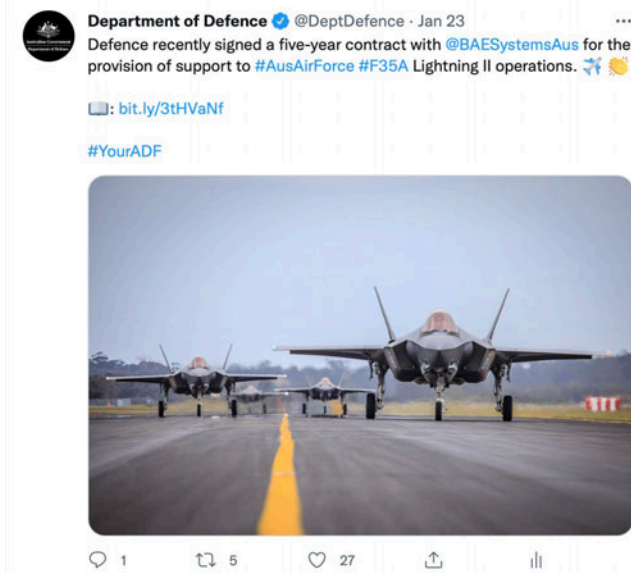 Department of Defence @DeptDefence · Jan 23
Defence recently signed a five-year contract with @BAESystemsAus for the
provision of support to #AusAirForce #F35A Lightning II operations. ✈️ 👏
📖: bit.ly/3tHVaNf
#YourADF
1 5 27